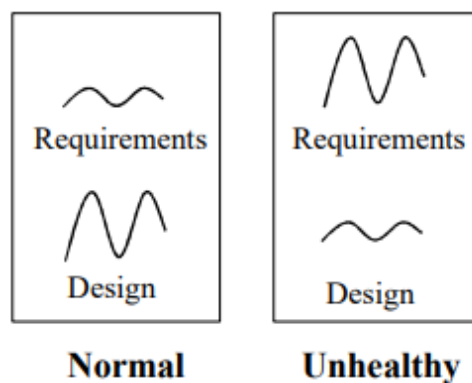 Requirements
Design
Normal
Requirements
Design
Unhealthy